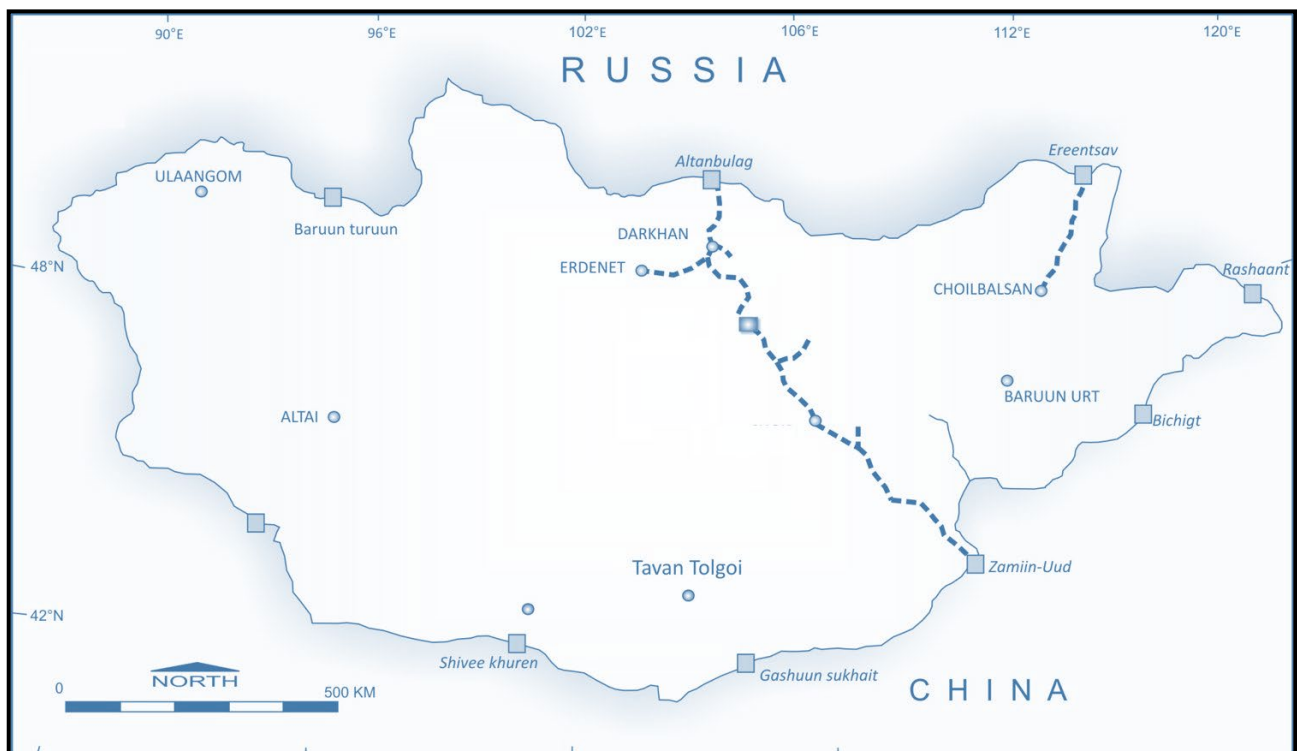 90°E
96°E
102°E
106°E
112°E
120°E
RUSSIA
Altanbulag
Ereentsav
ULAANGOM
Baruun turuun
DARKHAN
48°N
ERDENET
Rashaant
CHOILBALSAN
BARUUN URT
ALTAI
Bichigt
Tavan Tolgoi
Zamiin-Uud
42°N
Shivee khuren
Gashuun sukhait
NORTH
CHINA
0
500 KM